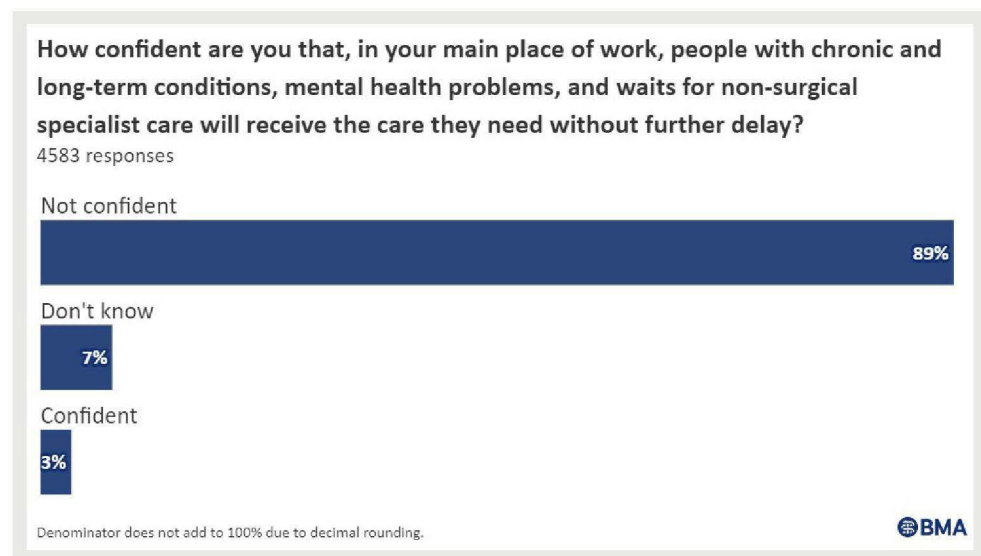 How confident are you that, in your main place of work, people with chronic and
long-term conditions, mental health problems, and waits for non-surgical
specialist care will receive the care they need without further delay?
4583 responses
Not confident
89%
Don't know
7%
Confident
3%
Denominator does not add to 100% due to decimal rounding.
BMA